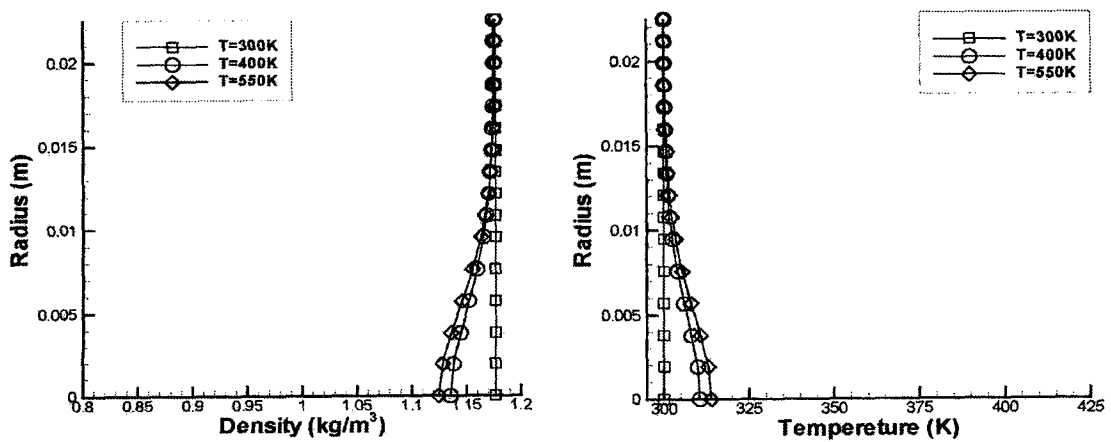 T=300K
T=400K
T=550K
0.02
0.015
0.01
0.005
0
Radius (m)
0.8
0.85
0.9
0.95
1
1.05
1.1
1.15
1.2
Density (kg/m³)
T=300K
T=400K
T=550K
0.02
0.015
0.01
0.005
0
Radius (m)
300
325
350
375
400
425
Tempereture (K)